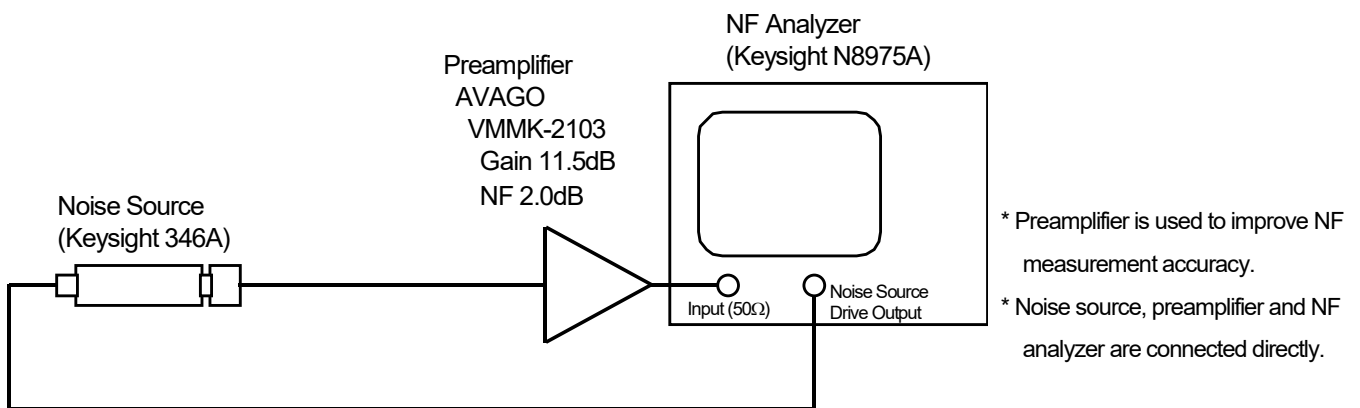 NF Analyzer
(Keysight N8975A)
Preamplifier
AVAGO
VMMK-2103
Gain 11.5dB
NF 2.0dB
Noise Source
(Keysight 346A)
Input (50Ω)
Noise Source
Drive Output
* Preamplifier is used to improve NF
measurement accuracy.
* Noise source, preamplifier and NF
analyzer are connected directly.